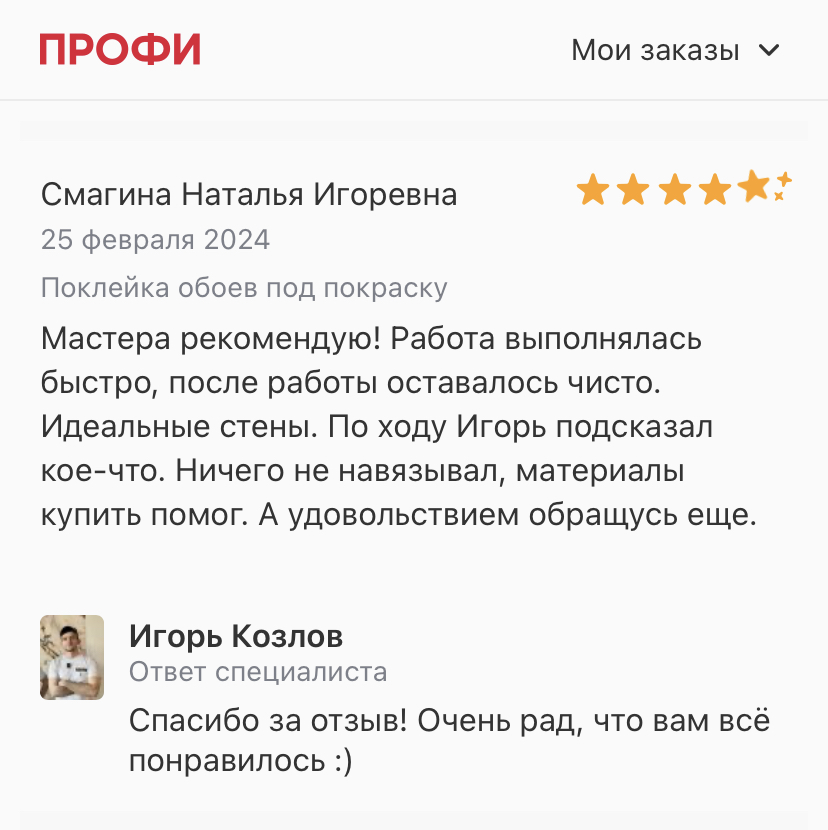 ПРОФИ
Мои заказы
Смагина Наталья Игоревна
25 февраля 2024
Поклейка обоев под покраску
Мастера рекомендую! Работа выполнялась
быстро, после работы оставалось чисто.
Идеальные стены. По ходу Игорь подсказал
кое-что. Ничего не навязывал, материалы
купить помог. А удовольствием обращусь еще.
Игорь Козлов
Ответ специалиста
Спасибо за отзыв! Очень рад, что вам всё
понравилось :)